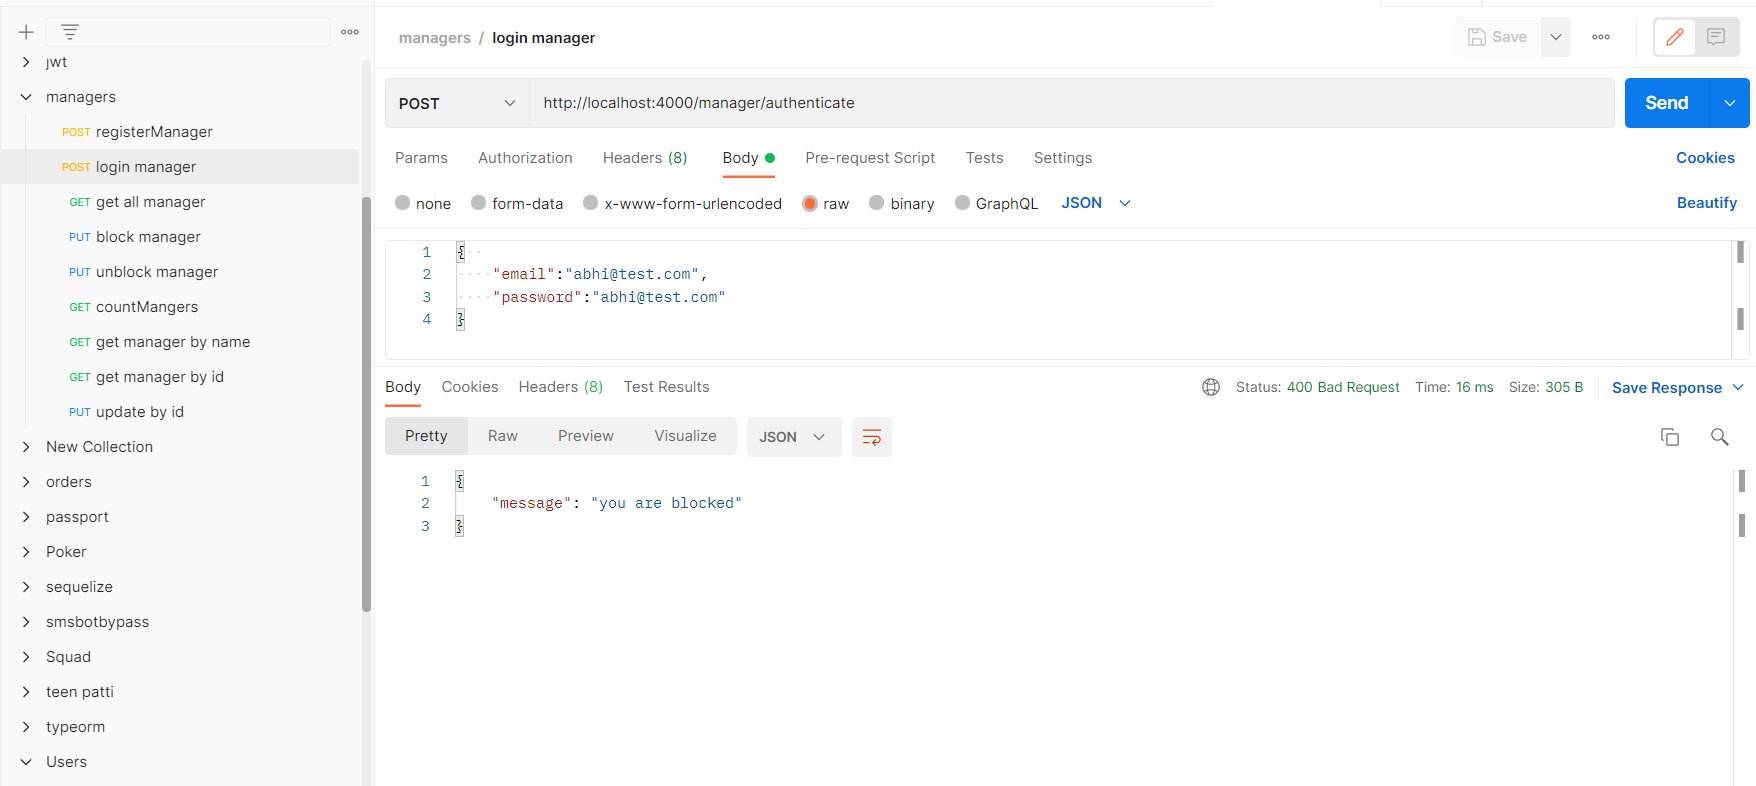 jwt
managers
POST registerManager
POST login manager
GET get all manager
PUT block manager
PUT unblock manager
GET countMangers
GET get manager by name
GET get manager by id
PUT update by id
New Collection
orders
passport
Poker
sequelize
smsbotbypass
Squad
teen patti
typeorm
Users
managers / login manager
Save
POST http://localhost:4000/manager/authenticate Send
Params Authorization Headers (8) Body Pre-request Script Tests Settings Cookies
none form-data x-www-form-urlencoded raw binary GraphQL JSON Beautify
1 {
2 "email":"abhi@test.com",
3 "password":"abhi@test.com"
4 }
Body Cookies Headers (8) Test Results Status: 400 Bad Request Time: 16 ms Size: 305 B Save Response
Pretty Raw Preview Visualize JSON
1 {
2 "message": "you are blocked"
3 }